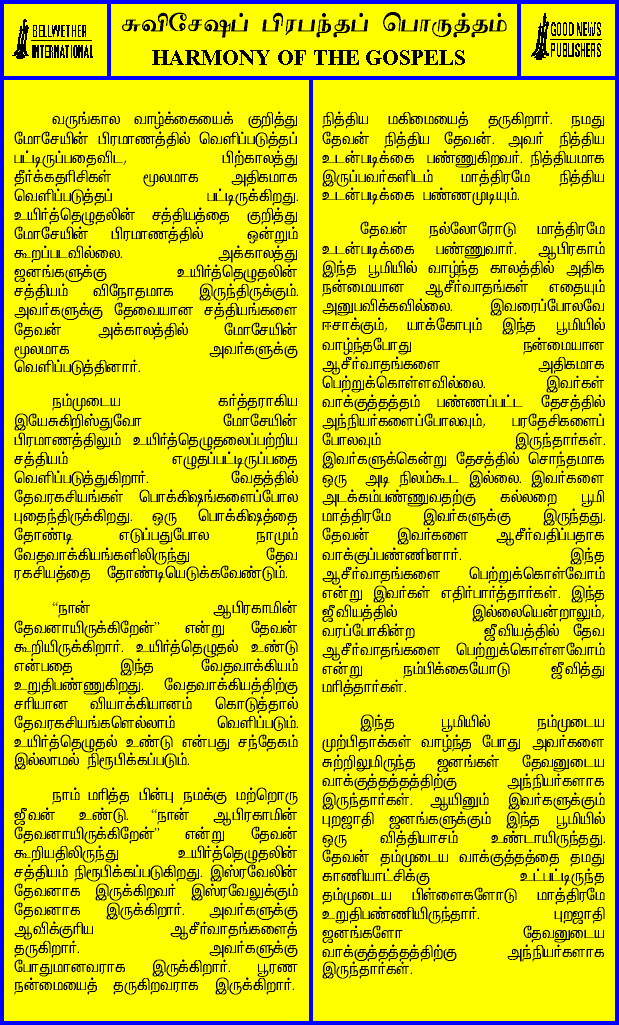 BELLWETHER
INTERNATIONAL
சுவிசேஷப் பிரபந்தப் பொருத்தம்
HARMONY OF THE GOSPELS
GOOD NEWS
PUBLISHERS
வருங்கால வாழ்க்கையைக் குறித்து
மோசேயின் பிரமாணத்தில் வெளிப்படுத்தப்
பட்டிருப்பதைவிட, பிற்காலத்து
தீர்க்கதரிசிகள் மூலமாக அதிகமாக
வெளிப்படுத்தப் பட்டிருக்கிறது.
உயிர்த்தெழுதலின் சத்தியத்தை குறித்து
மோசேயின் பிரமாணத்தில் ஒன்றும்
கூறப்படவில்லை. அக்காலத்து
ஜனங்களுக்கு உயிர்த்தெழுதலின்
சத்தியம் விநோதமாக இருந்திருக்கும்.
அவர்களுக்கு தேவையான சத்தியங்களை
தேவன் அக்காலத்தில் மோசேயின்
மூலமாக அவர்களுக்கு
வெளிப்படுத்தினார்.
நம்முடைய கர்த்தராகிய
இயேசுகிறிஸ்துவோ மோசேயின்
பிரமாணத்திலும் உயிர்த்தெழுதலைப்பற்றிய
சத்தியம் எழுதப்பட்டிருப்பதை
வெளிப்படுத்துகிறார். வேதத்தில்
தேவரகசியங்கள் பொக்கிஷங்களைப்போல
புதைந்திருக்கிறது. ஒரு பொக்கிஷத்தை
தோண்டி எடுப்பதுபோல நாமும்
வேதவாக்கியங்களிலிருந்து தேவ
ரகசியத்தை தோண்டியெடுக்கவேண்டும்.
“நான் ஆபிரகாமின்
தேவனாயிருக்கிறேன்” என்று தேவன்
கூறியிருக்கிறார். உயிர்த்தெழுதல் உண்டு
என்பதை இந்த வேதவாக்கியம்
உறுதிபண்ணுகிறது. வேதவாக்கியத்திற்கு
சரியான வியாக்கியானம் கொடுத்தால்
தேவரகசியங்களெல்லாம் வெளிப்படும்.
உயிர்த்தெழுதல் உண்டு என்பது சந்தேகம்
இல்லாமல் நிரூபிக்கப்படும்.
நாம் மரித்த பின்பு நமக்கு மற்றொரு
ஜீவன் உண்டு. “நான் ஆபிரகாமின்
தேவனாயிருக்கிறேன்” என்று தேவன்
கூறியதிலிருந்து உயிர்த்தெழுதலின்
சத்தியம் நிரூபிக்கப்படுகிறது. இஸ்ரவேலின்
தேவனாக இருக்கிறவர் இஸ்ரவேலுக்கும்
தேவனாக இருக்கிறார். அவர்களுக்கு
ஆவிக்குரிய ஆசீர்வாதங்களைத்
தருகிறார். அவர்களுக்கு
போதுமானவராக இருக்கிறார். பூரண
நன்மையைத் தருகிறவராக இருக்கிறார்.
நித்திய மகிமையைத் தருகிறார். நமது
தேவன் நித்திய தேவன். அவர் நித்திய
உடன்படிக்கை பண்ணுகிறவர். நித்தியமாக
இருப்பவர்களிடம் மாத்திரமே நித்திய
உடன்படிக்கை பண்ணமுடியும்.
தேவன் நல்லோரோடு மாத்திரமே
உடன்படிக்கை பண்ணுவார். ஆபிரகாம்
இந்த பூமியில் வாழ்ந்த காலத்தில் அதிக
நன்மையான ஆசீர்வாதங்கள் எதையும்
அனுபவிக்கவில்லை. இவரைப்போலவே
ஈசாக்கும், யாக்கோபும் இந்த பூமியில்
வாழ்ந்தபோது நன்மையான
ஆசீர்வாதங்களை அதிகமாக
பெற்றுக்கொள்ளவில்லை. இவர்கள்
வாக்குத்தத்தம் பண்ணப்பட்ட தேசத்தில்
அந்நியர்களைப்போலவும், பரதேசிகளைப்
போலவும் இருந்தார்கள்.
இவர்களுக்கென்று தேசத்தில் சொந்தமாக
ஒரு அடி நிலம்கூட இல்லை. இவர்களை
அடக்கம்பண்ணுவதற்கு கல்லறை பூமி
மாத்திரமே இவர்களுக்கு இருந்தது.
தேவன் இவர்களை ஆசீர்வதிப்பதாக
வாக்குப்பண்ணினார். இந்த
ஆசீர்வாதங்களை பெற்றுக்கொள்வோம்
என்று இவர்கள் எதிர்பார்த்தார்கள். இந்த
ஜீவியத்தில் இல்லையென்றாலும்,
வரப்போகின்ற ஜீவியத்தில் தேவ
ஆசீர்வாதங்களை பெற்றுக்கொள்ளவோம்
என்று நம்பிக்கையோடு ஜீவித்து
மரித்தார்கள்.
இந்த பூமியில் நம்முடைய
முற்பிதாக்கள் வாழ்ந்த போது அவர்களை
சுற்றிலுமிருந்த ஜனங்கள் தேவனுடைய
வாக்குத்தத்தத்திற்கு அந்நியர்களாக
இருந்தார்கள். ஆயினும் இவர்களுக்கும்
புறஜாதி ஜனங்களுக்கும் இந்த பூமியில்
ஒரு வித்தியாசம் உண்டாயிருந்தது.
தேவன் தம்முடைய வாக்குத்தத்தை தமது
காணியாட்சிக்கு உட்பட்டிருந்த
தம்முடைய பிள்ளைகளோடு மாத்திரமே
உறுதிபண்ணியிருந்தார். புறஜாதி
ஜனங்களோ தேவனுடைய
வாக்குத்தத்தத்திற்கு அந்நியர்களாக
இருந்தார்கள்.